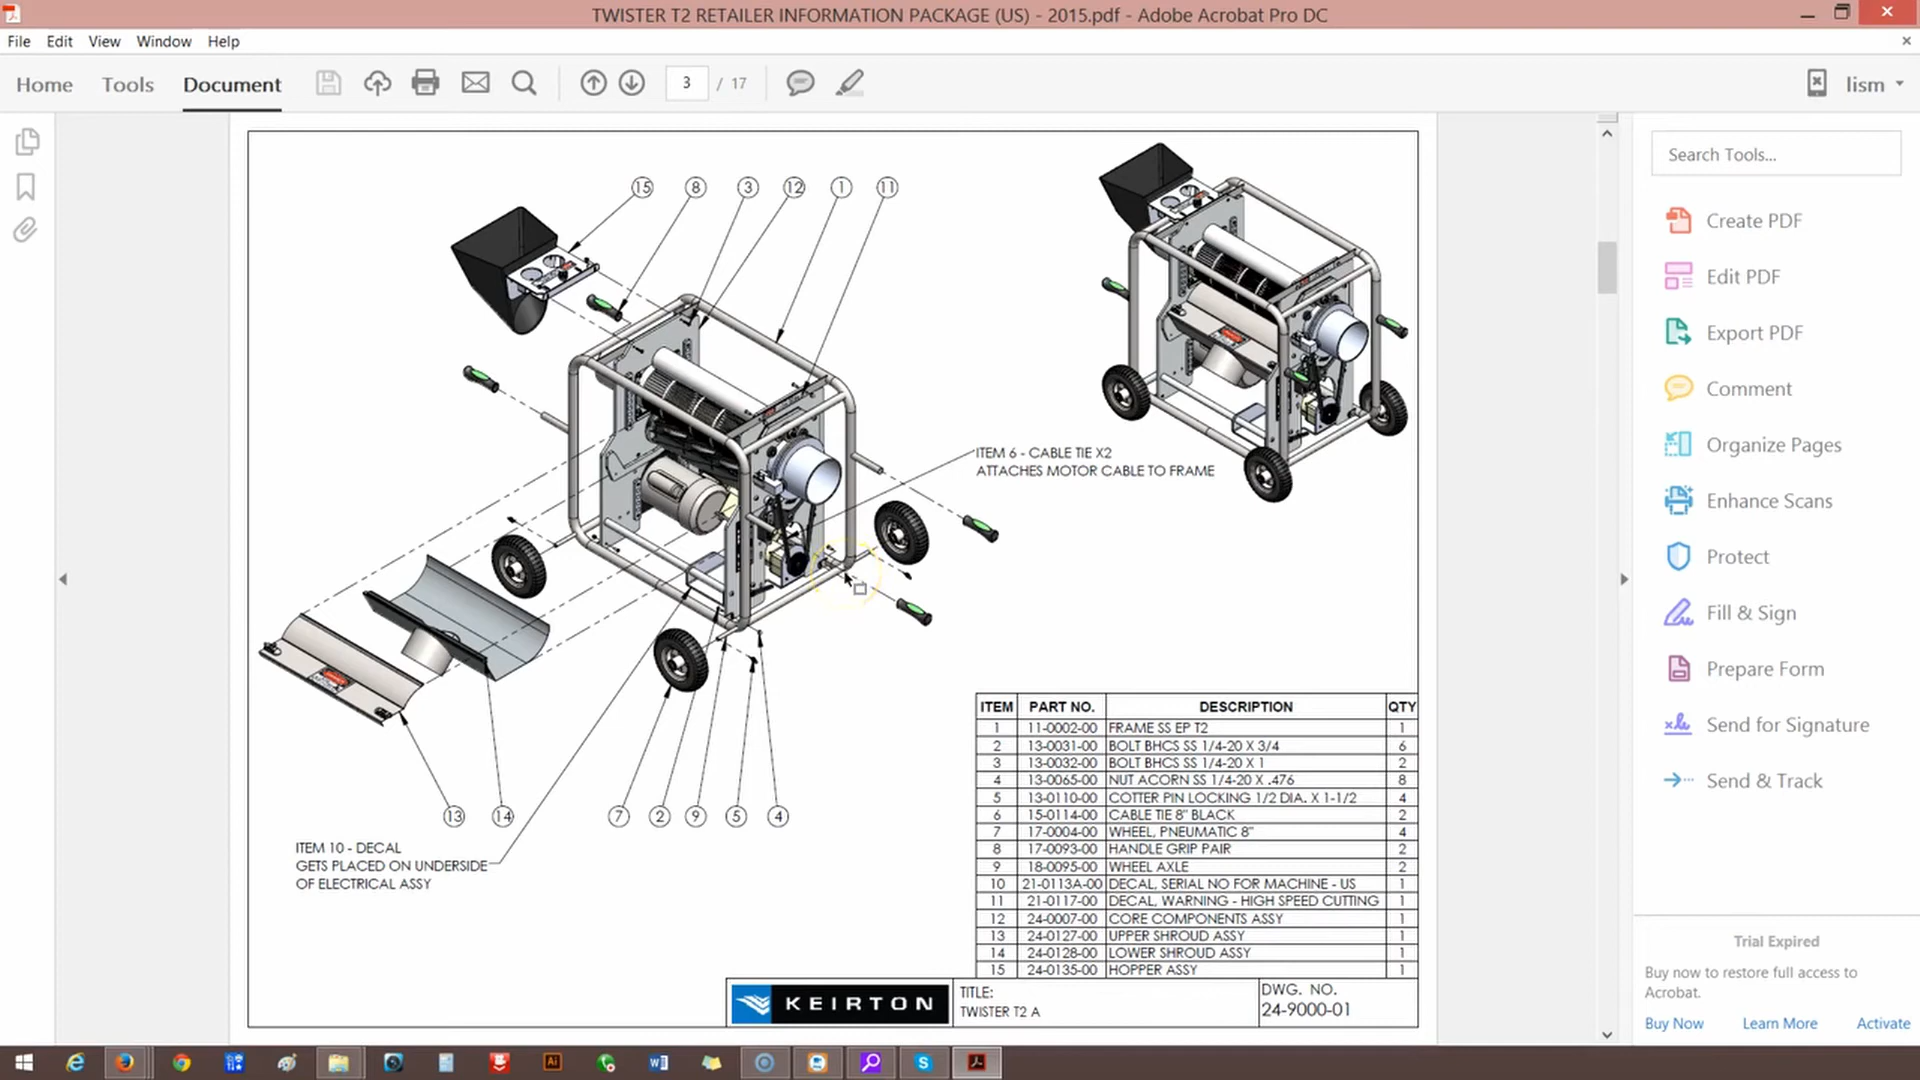 TWISTER T2 RETAILER INFORMATION PACKAGE (US) - 2015.pdf - Adobe Acrobat Pro DC
File Edit View Window Help
Home Tools Document 3 / 17 lism
Search Tools...
Create PDF
Edit PDF
Export PDF
Comment
Organize Pages
Enhance Scans
Protect
Fill & Sign
Prepare Form
Send for Signature
Send & Track
Trial Expired
Buy now to restore full access to
Acrobat.
Buy Now Learn More Activate
15 8 3 12 1 11
ITEM 6 - CABLE TIE X2
ATTACHES MOTOR CABLE TO FRAME
13 14 7 2 9 5 4
ITEM 10 - DECAL
GETS PLACED ON UNDERSIDE
OF ELECTRICAL ASSY
ITEM PART NO. DESCRIPTION QTY
1 11-0002-00 FRAME SS EP T2 1
2 13-0031-00 BOLT BHCS SS 1/4-20 X 3/4 6
3 13-0032-00 BOLT BHCS SS 1/4-20 X 1 2
4 13-0065-00 NUT ACORN SS 1/4-20 X .476 8
5 13-0110-00 COTTER PIN LOCKING 1/2 DIA. X 1-1/2 4
6 15-0114-00 CABLE TIE 8" BLACK 2
7 17-0004-00 WHEEL, PNEUMATIC 8" 4
8 17-0093-00 HANDLE GRIP PAIR 2
9 18-0095-00 WHEEL AXLE 2
10 21-0113A-00 DECAL, SERIAL NO FOR MACHINE - US 1
11 21-0117-00 DECAL, WARNING - HIGH SPEED CUTTING 1
12 24-0007-00 CORE COMPONENTS ASSY 1
13 24-0127-00 UPPER SHROUD ASSY 1
14 24-0128-00 LOWER SHROUD ASSY 1
15 24-0135-00 HOPPER ASSY 1
KEIRTON
TITLE:
TWISTER T2 A
DWG. NO.
24-9000-01